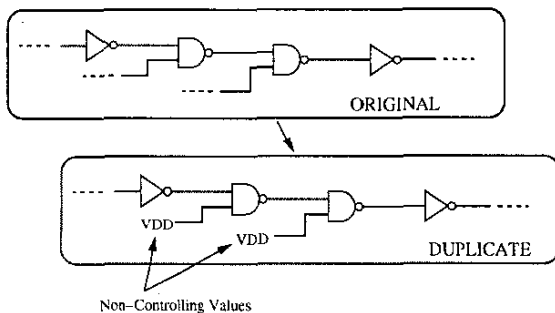 ORIGINAL
VDD
VDD
DUPLICATE
Non-Controlling Values